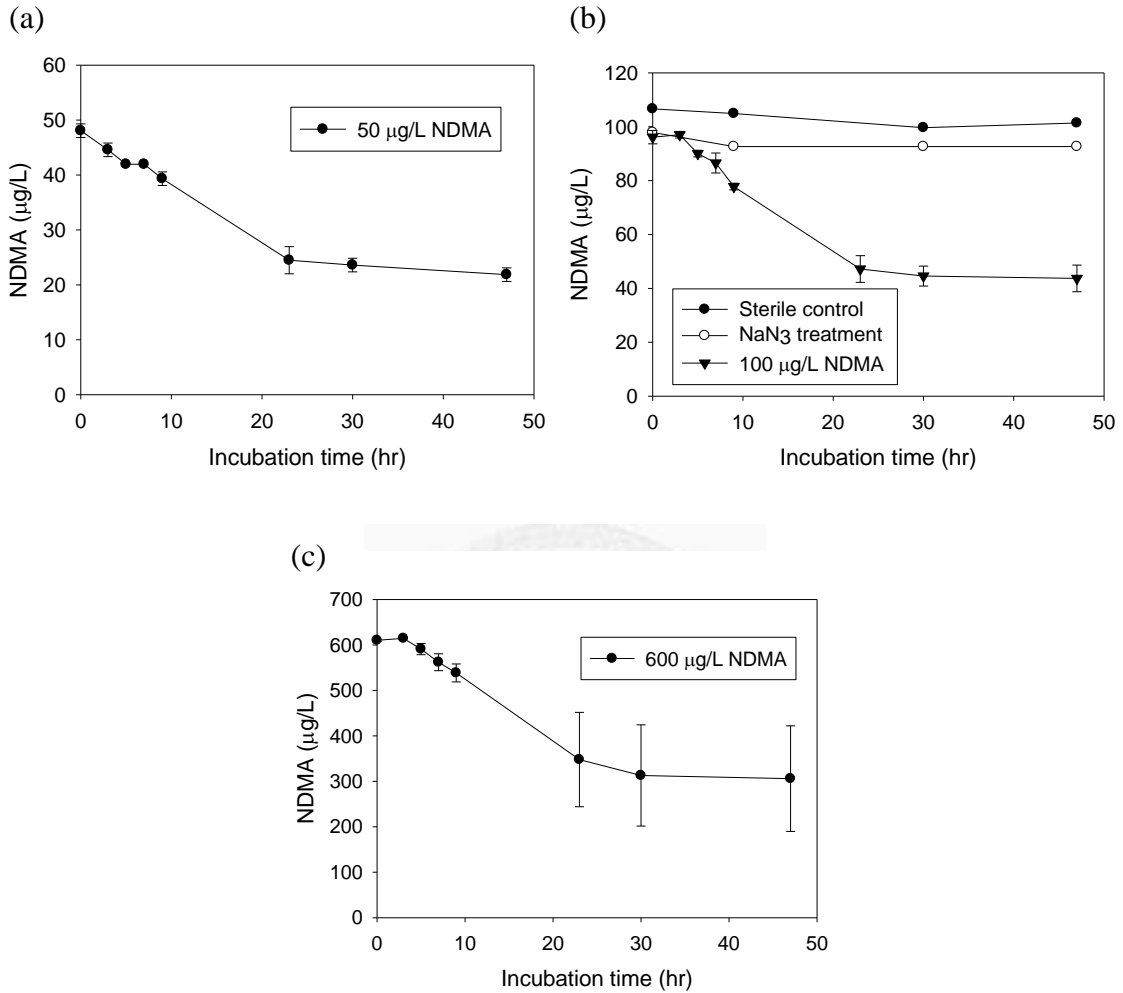 (a)
60
50
40
30
20
10
0
NDMA (μg/L)
50 μg/L NDMA
0 10 20 30 40 50
Incubation time (hr)
(b)
120
100
80
60
40
20
0
NDMA (μg/L)
Sterile control
NaN3 treatment
100 μg/L NDMA
0 10 20 30 40 50
Incubation time (hr)
(c)
700
600
500
400
300
200
100
0
NDMA (μg/L)
600 μg/L NDMA
0 10 20 30 40 50
Incubation time (hr)